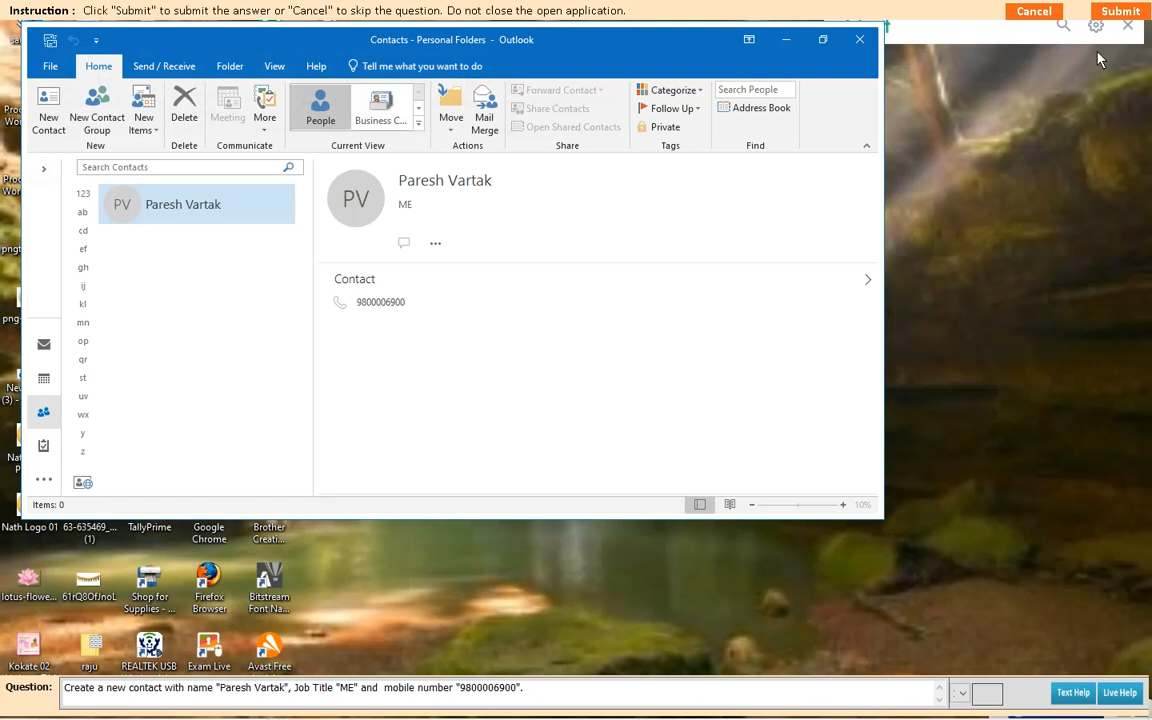 Instruction : Click "Submit" to submit the answer or "Cancel" to skip the question. Do not close the open application.
Cancel
Submit
Contacts - Personal Folders - Outlook
File Home Send / Receive Folder View Help Tell me what you want to do
New Contact
New Contact Group
New Items
Delete
Meeting
More
People
Business C...
Move
Mail Merge
Forward Contact
Share Contacts
Open Shared Contacts
Categorize
Follow Up
Private
Search People
Address Book
New
Delete
Communicate
Current View
Actions
Share
Tags
Find
Search Contacts
123
ab
cd
ef
gh
ij
kl
mn
op
qr
st
uv
wx
y
z
PV Paresh Vartak
PV
Paresh Vartak
ME
Contact
9800006900
Items: 0
10%
Nath Logo 01
63-635469_... (1)
TallyPrime
Google Chrome
Brother Creati...
lotus-flowe...
61rQ8OfJnoL
Shop for Supplies - ...
Firefox Browser
Bitstream Font Na...
Kokate 02
raju
REALTEK USB
Exam Live
Avast Free
Question: Create a new contact with name "Paresh Vartak", Job Title "ME" and mobile number "9800006900".
Text Help
Live Help